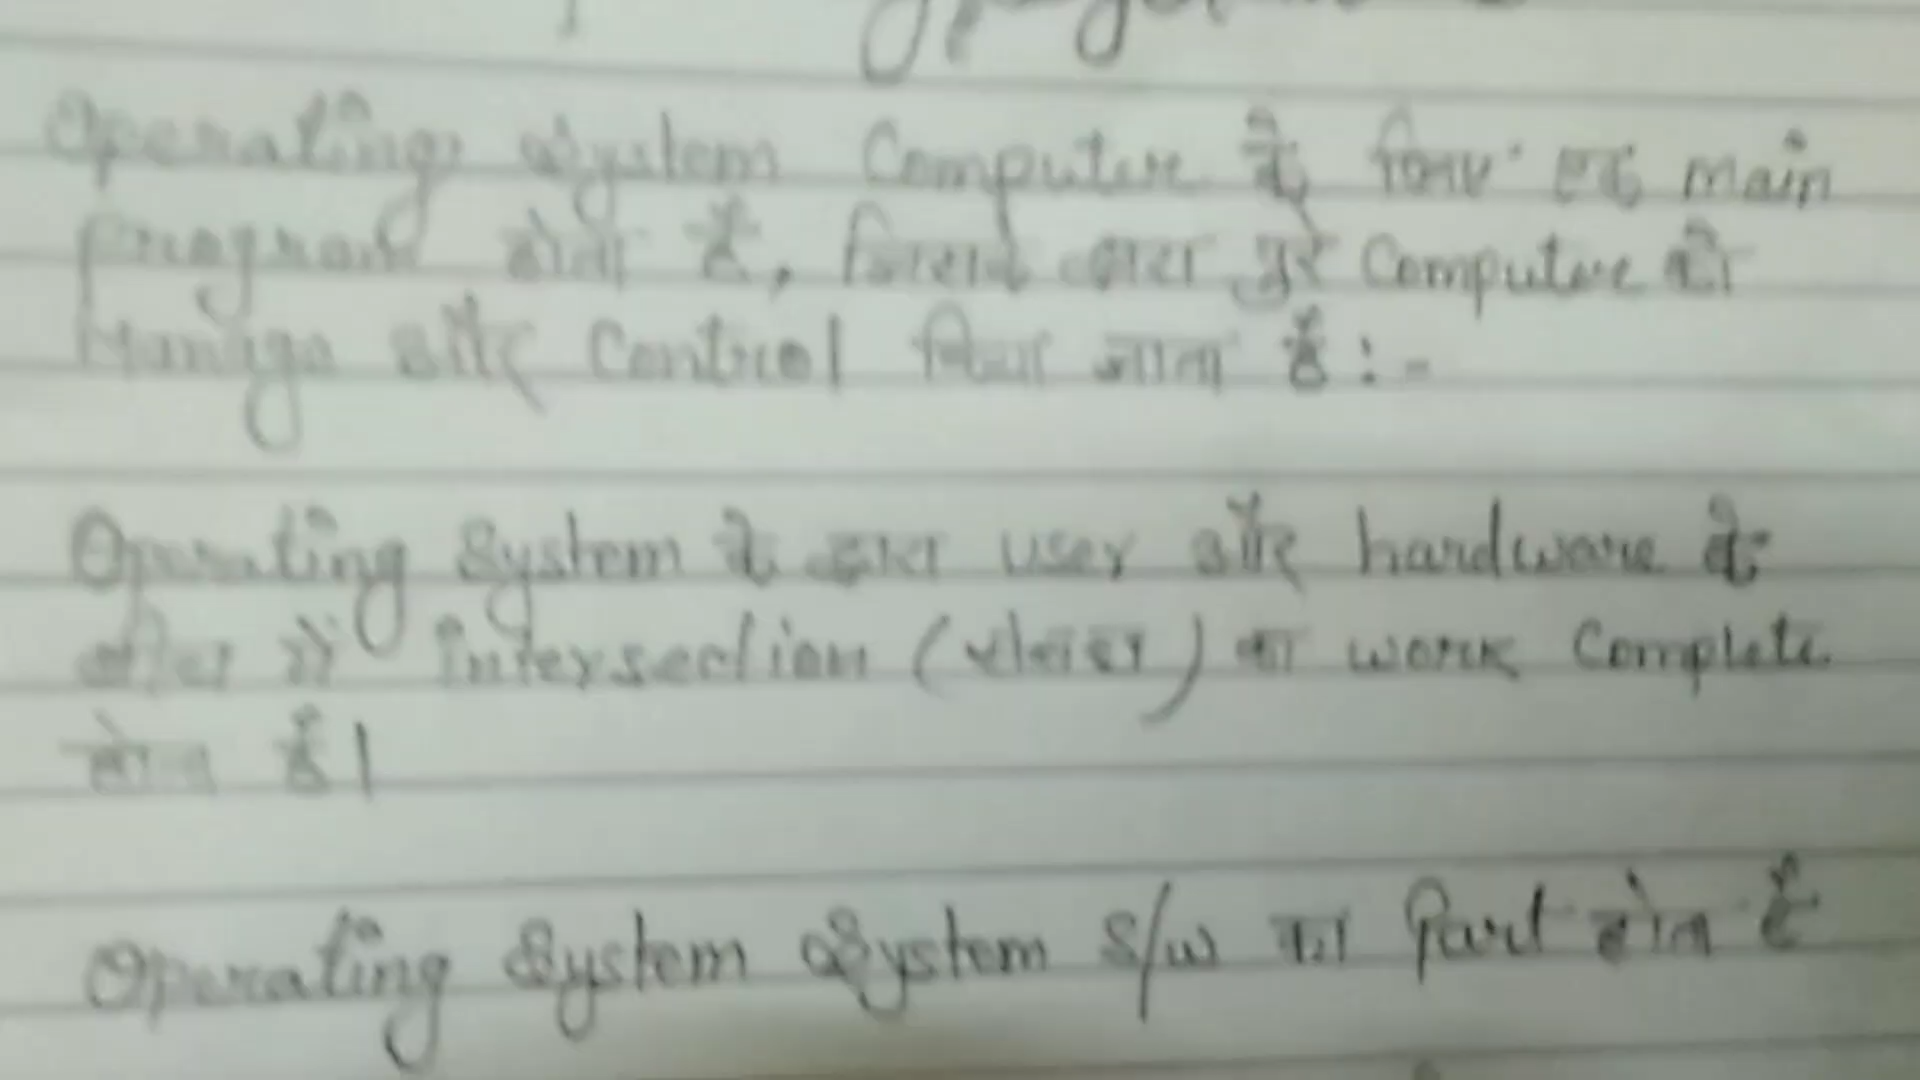 Operating System Computer के लिए एक main
Program होता है, जिसके द्वारा पुरे Computer को
Manage और Control किया जाता है :-
Operating System के द्वारा user और hardware के
बीच में intersection ( ) का work Complete
होता है।
Operating System System S/w का Part होता है